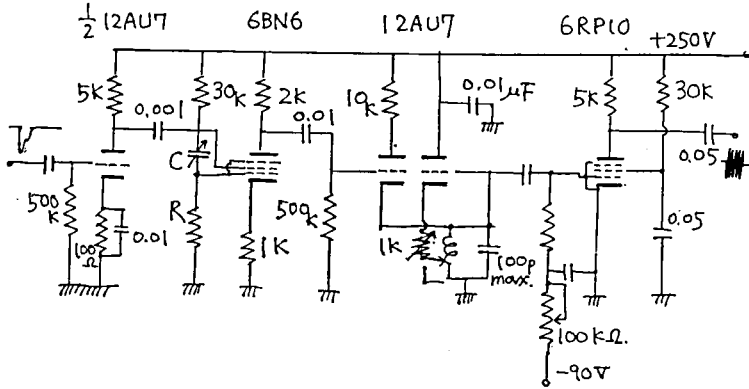 1/2 12AU7 6BN6 12AU7 6RP10
+250V
5K 30K 2K 10K 0.01μF 5K 30K
0.001 0.01
C 0.05
500K R 500K
100Ω 0.01 1K 1K 100p max. 0.05
100KΩ.
-90V